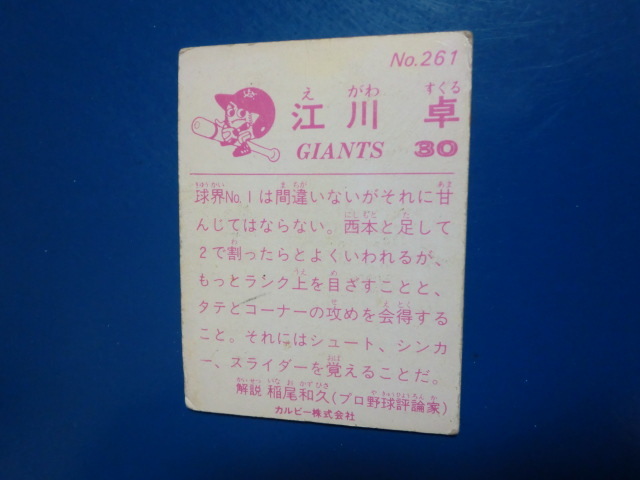 No.261
えがわ すぐる
江川 卓
GIANTS 30
球界No.1は間違いないがそれに甘
んじてはならない。西本と足して
2で割ったらとよくいわれるが、
もっとランク上を目ざすことと、
タテとコーナーの攻めを会得する
こと。それにはシュート、シンカ
ー、スライダーを覚えることだ。
解説 稲尾和久(プロ野球評論家)
カルビー株式会社